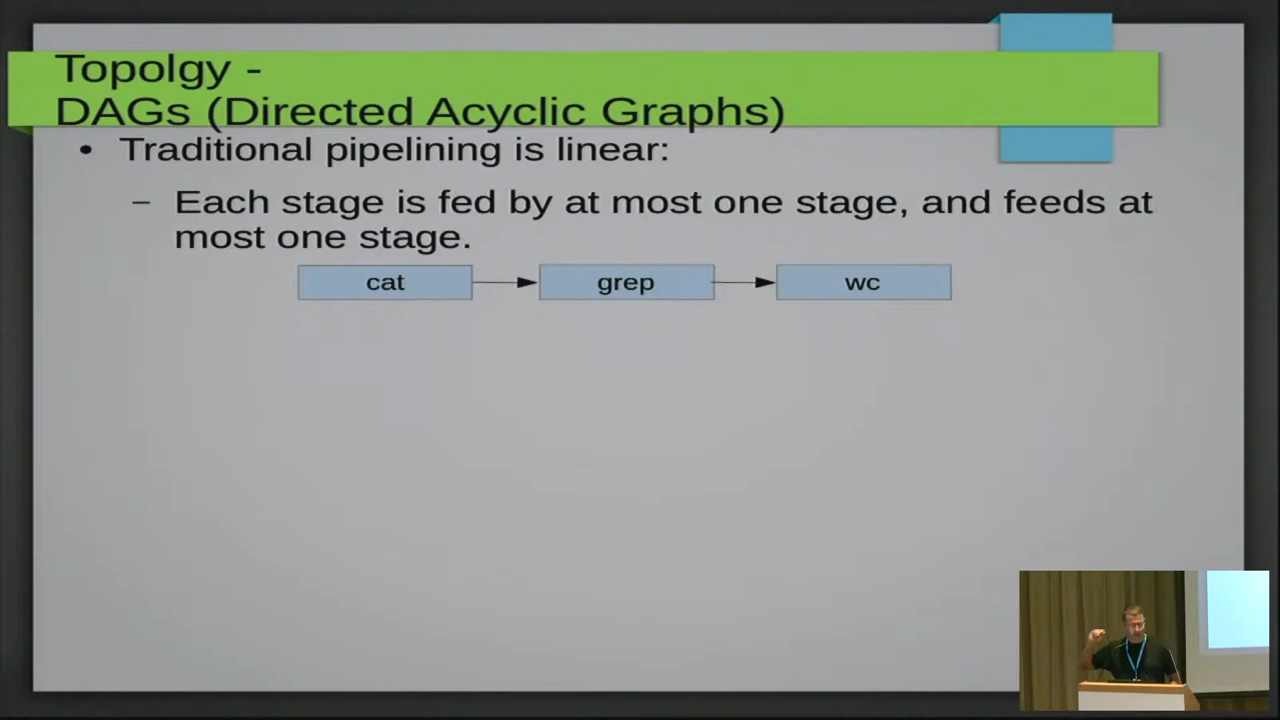 Topolgy -
DAGs (Directed Acyclic Graphs)
• Traditional pipelining is linear:
– Each stage is fed by at most one stage, and feeds at
most one stage.
cat
grep
wc